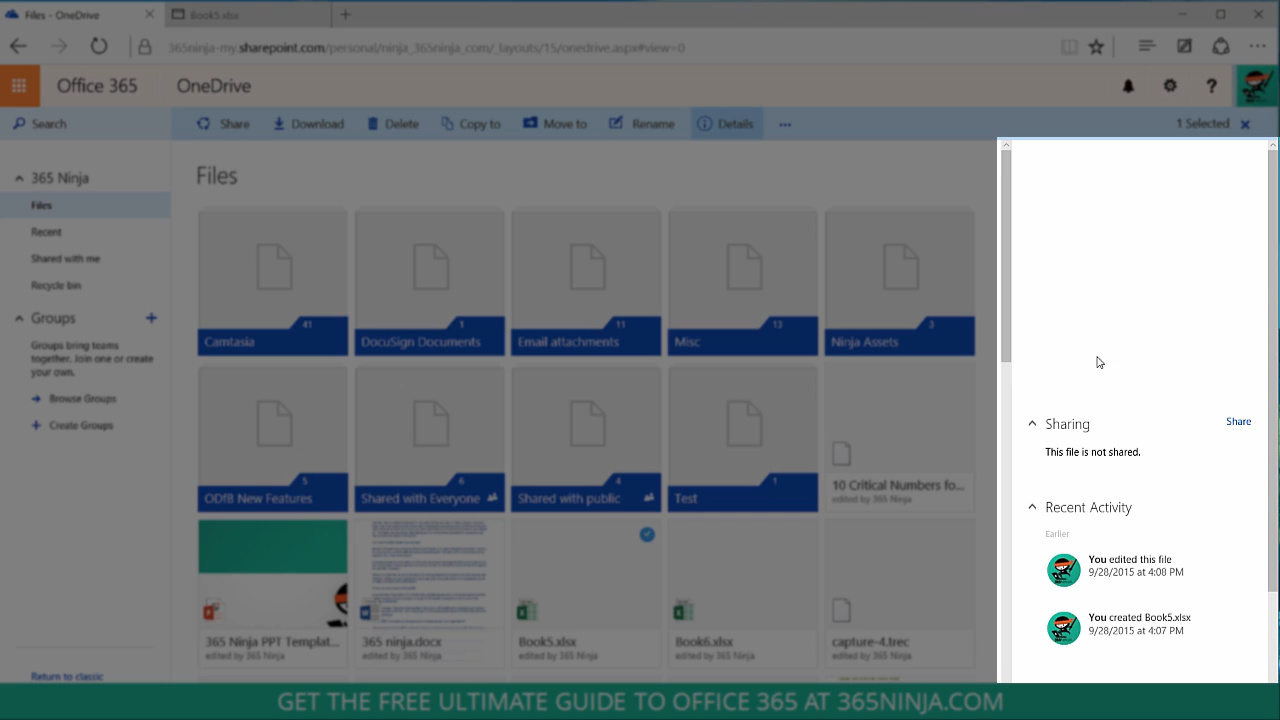 Files - OneDrive
Book5.xlsx
365ninja-my.sharepoint.com/personal/ninja_365ninja_com/_layouts/15/onedrive.aspx#view=0
Office 365
OneDrive
Search
Share
Download
Delete
Copy to
Move to
Rename
Details
1 Selected
365 Ninja
Files
Recent
Shared with me
Recycle bin
Groups
Groups bring teams
together. Join one or create
your own.
Browse Groups
Create Groups
Return to classic
Files
41
Camtasia
1
DocuSign Documents
11
Email attachments
13
Misc
3
Ninja Assets
5
ODfB New Features
6
Shared with Everyone
4
Shared with public
1
Test
10 Critical Numbers fo...
edited by 365 Ninja
365 Ninja PPT Templat...
edited by 365 Ninja
365 ninja.docx
edited by 365 Ninja
Book5.xlsx
edited by 365 Ninja
Book6.xlsx
edited by 365 Ninja
capture-4.trec
edited by 365 Ninja
Sharing
Share
This file is not shared.
Recent Activity
Earlier
You edited this file
9/28/2015 at 4:08 PM
You created Book5.xlsx
9/28/2015 at 4:07 PM
GET THE FREE ULTIMATE GUIDE TO OFFICE 365 AT 365NINJA.COM